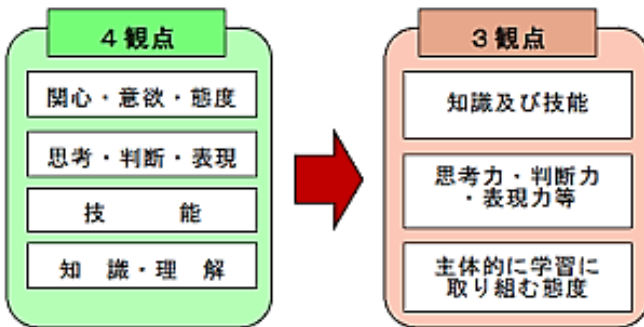 4観点
関心・意欲・態度
思考・判断・表現
技　　能
知　識・理　解
3観点
知識及び技能
思考力・判断力
・表現力等
主体的に学習に
取り組む態度